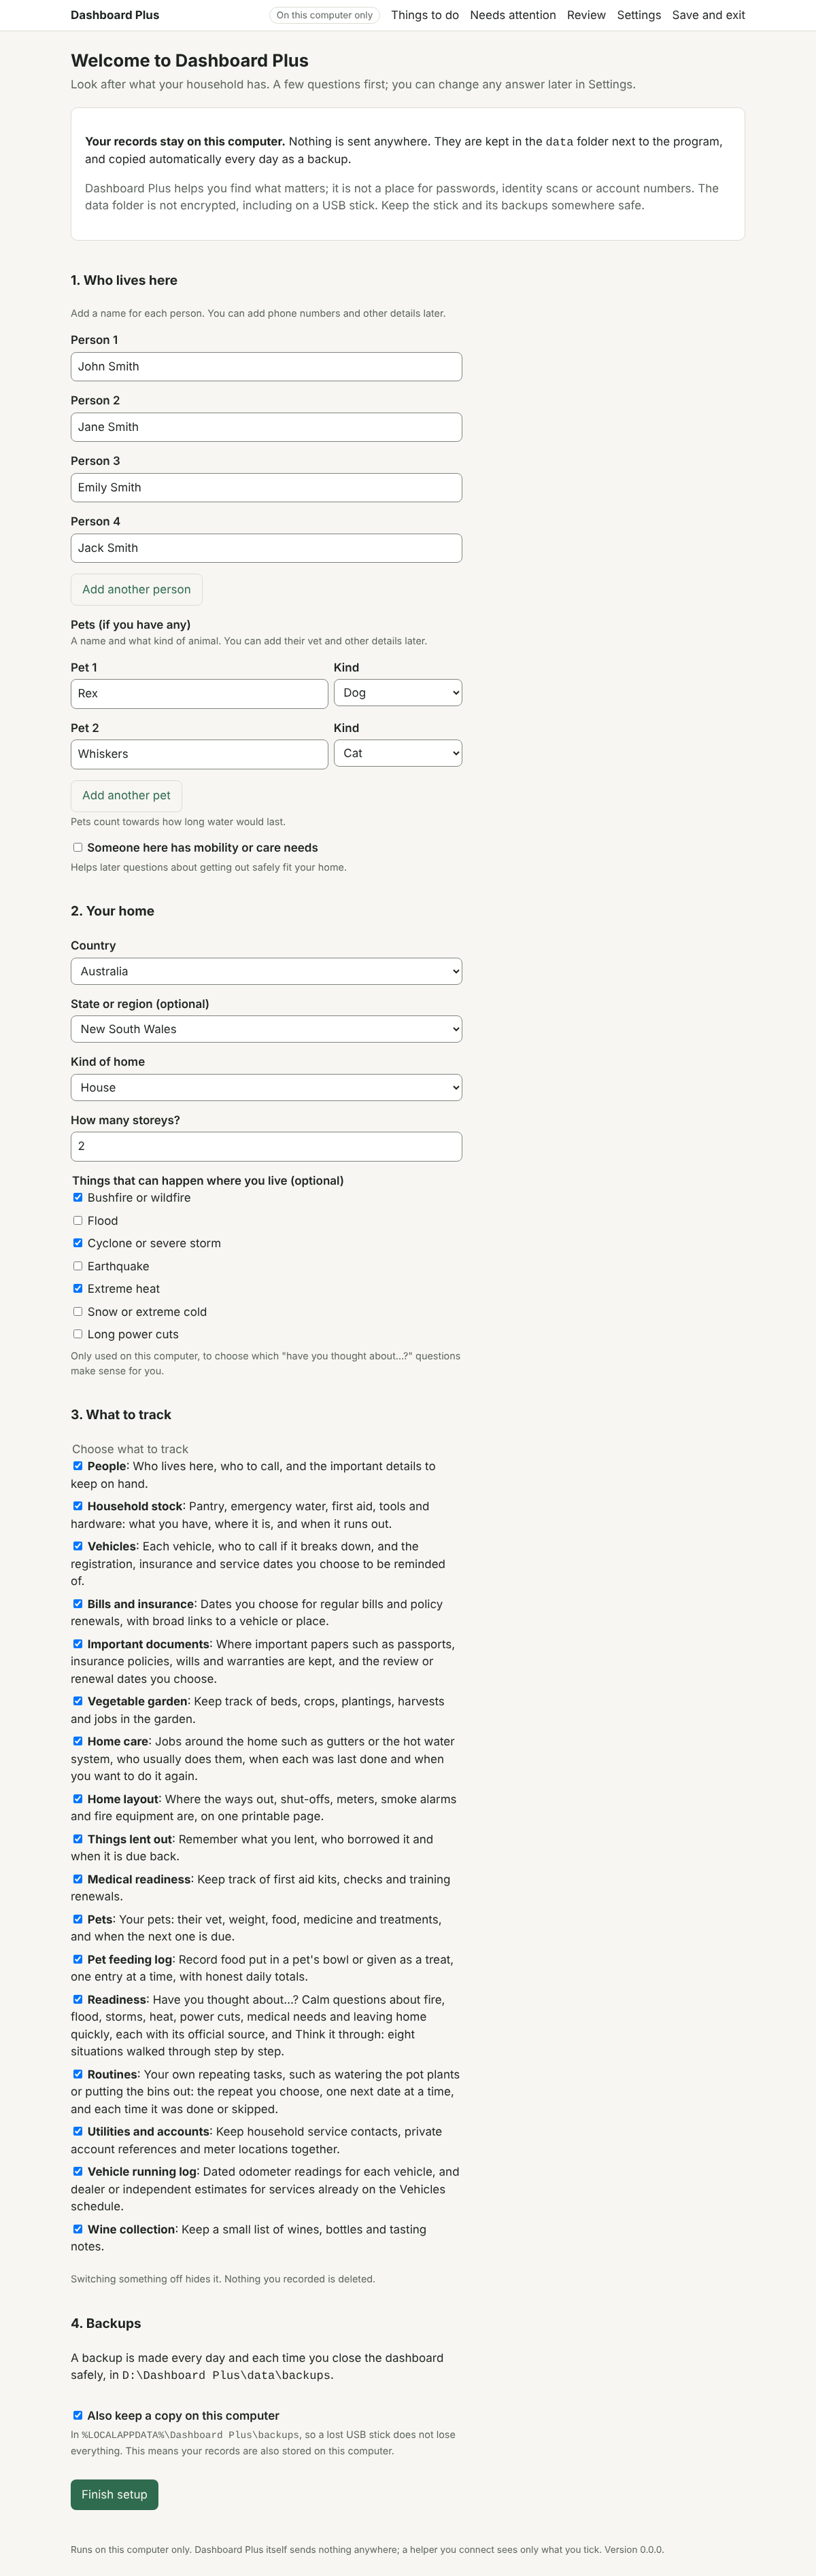 Dashboard Plus
On this computer only
Things to do
Needs attention
Review
Settings
Save and exit
Welcome to Dashboard Plus
Look after what your household has. A few questions first; you can change any answer later in Settings.
Your records stay on this computer. Nothing is sent anywhere. They are kept in the data folder next to the program,
and copied automatically every day as a backup.
Dashboard Plus helps you find what matters; it is not a place for passwords, identity scans or account numbers. The
data folder is not encrypted, including on a USB stick. Keep the stick and its backups somewhere safe.
1. Who lives here
Add a name for each person. You can add phone numbers and other details later.
Person 1
John Smith
Person 2
Jane Smith
Person 3
Emily Smith
Person 4
Jack Smith
Add another person
Pets (if you have any)
A name and what kind of animal. You can add their vet and other details later.
Pet 1 Kind
Rex Dog
Pet 2 Kind
Whiskers Cat
Add another pet
Pets count towards how long water would last.
Someone here has mobility or care needs
Helps later questions about getting out safely fit your home.
2. Your home
Country
Australia
State or region (optional)
New South Wales
Kind of home
House
How many storeys?
2
Things that can happen where you live (optional)
Bushfire or wildfire
Flood
Cyclone or severe storm
Earthquake
Extreme heat
Snow or extreme cold
Long power cuts
Only used on this computer, to choose which "have you thought about...?" questions
make sense for you.
3. What to track
Choose what to track
People: Who lives here, who to call, and the important details to
keep on hand.
Household stock: Pantry, emergency water, first aid, tools and
hardware: what you have, where it is, and when it runs out.
Vehicles: Each vehicle, who to call if it breaks down, and the
registration, insurance and service dates you choose to be reminded
of.
Bills and insurance: Dates you choose for regular bills and policy
renewals, with broad links to a vehicle or place.
Important documents: Where important papers such as passports,
insurance policies, wills and warranties are kept, and the review or
renewal dates you choose.
Vegetable garden: Keep track of beds, crops, plantings, harvests
and jobs in the garden.
Home care: Jobs around the home such as gutters or the hot water
system, who usually does them, when each was last done and when
you want to do it again.
Home layout: Where the ways out, shut-offs, meters, smoke alarms
and fire equipment are, on one printable page.
Things lent out: Remember what you lent, who borrowed it and
when it is due back.
Medical readiness: Keep track of first aid kits, checks and training
renewals.
Pets: Your pets: their vet, weight, food, medicine and treatments,
and when the next one is due.
Pet feeding log: Record food put in a pet's bowl or given as a treat,
one entry at a time, with honest daily totals.
Readiness: Have you thought about...? Calm questions about fire,
flood, storms, heat, power cuts, medical needs and leaving home
quickly, each with its official source, and Think it through: eight
situations walked through step by step.
Routines: Your own repeating tasks, such as watering the pot plants
or putting the bins out: the repeat you choose, one next date at a time,
and each time it was done or skipped.
Utilities and accounts: Keep household service contacts, private
account references and meter locations together.
Vehicle running log: Dated odometer readings for each vehicle, and
dealer or independent estimates for services already on the Vehicles
schedule.
Wine collection: Keep a small list of wines, bottles and tasting
notes.
Switching something off hides it. Nothing you recorded is deleted.
4. Backups
A backup is made every day and each time you close the dashboard
safely, in D:\Dashboard Plus\data\backups.
Also keep a copy on this computer
In %LOCALAPPDATA%\Dashboard Plus\backups, so a lost USB stick does not lose
everything. This means your records are also stored on this computer.
Finish setup
Runs on this computer only. Dashboard Plus itself sends nothing anywhere; a helper you connect sees only what you tick. Version 0.0.0.